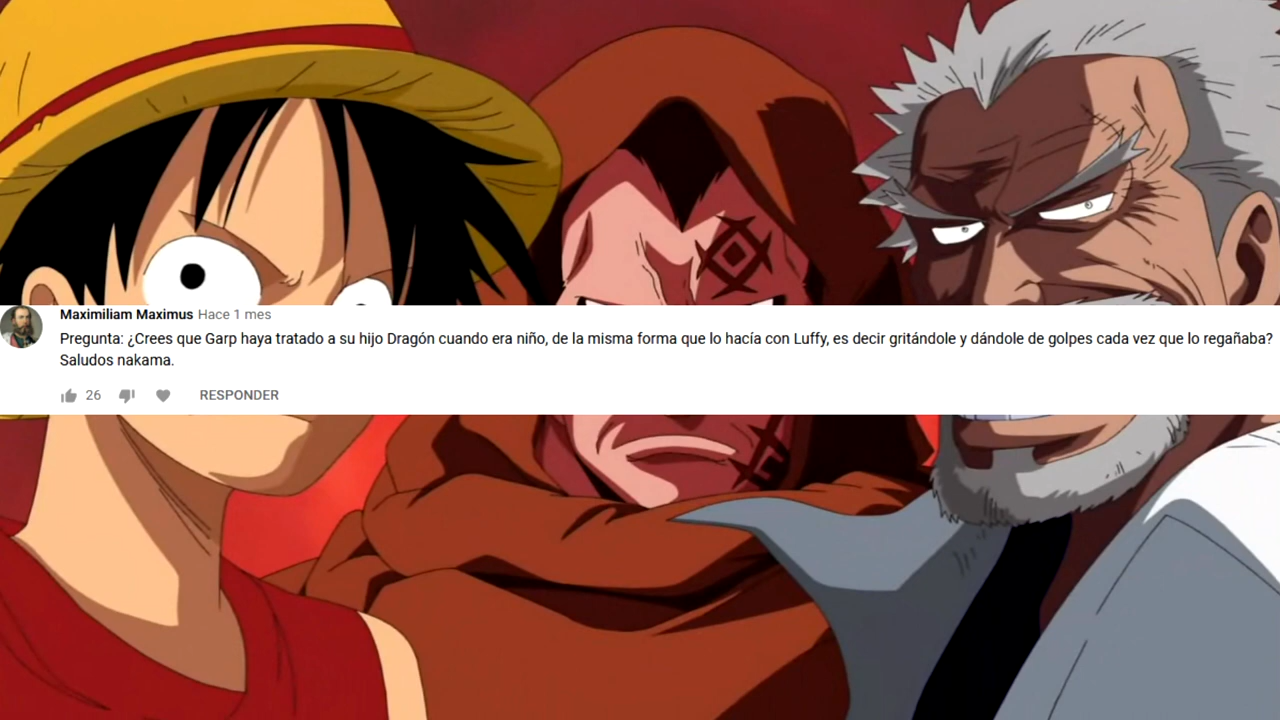 Maximiliam Maximus Hace 1 mes
Pregunta: ¿Crees que Garp haya tratado a su hijo Dragón cuando era niño, de la misma forma que lo hacía con Luffy, es decir gritándole y dándole de golpes cada vez que lo regañaba?
Saludos nakama.
26 RESPONDER